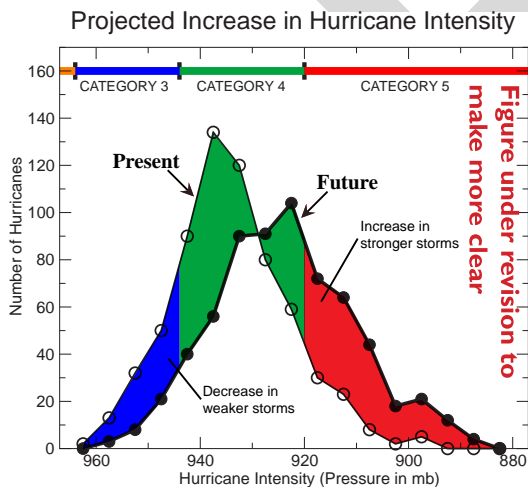 Projected Increase in Hurricane Intensity
160
140
120
100
80
60
40
20
0
Number of Hurricanes
CATEGORY 3
CATEGORY 4
CATEGORY 5
Present
Future
Increase in
stronger storms
Decrease in
weaker storms
Figure under revision to
make more clear
960
940
920
900
880
Hurricane Intensity (Pressure in mb)